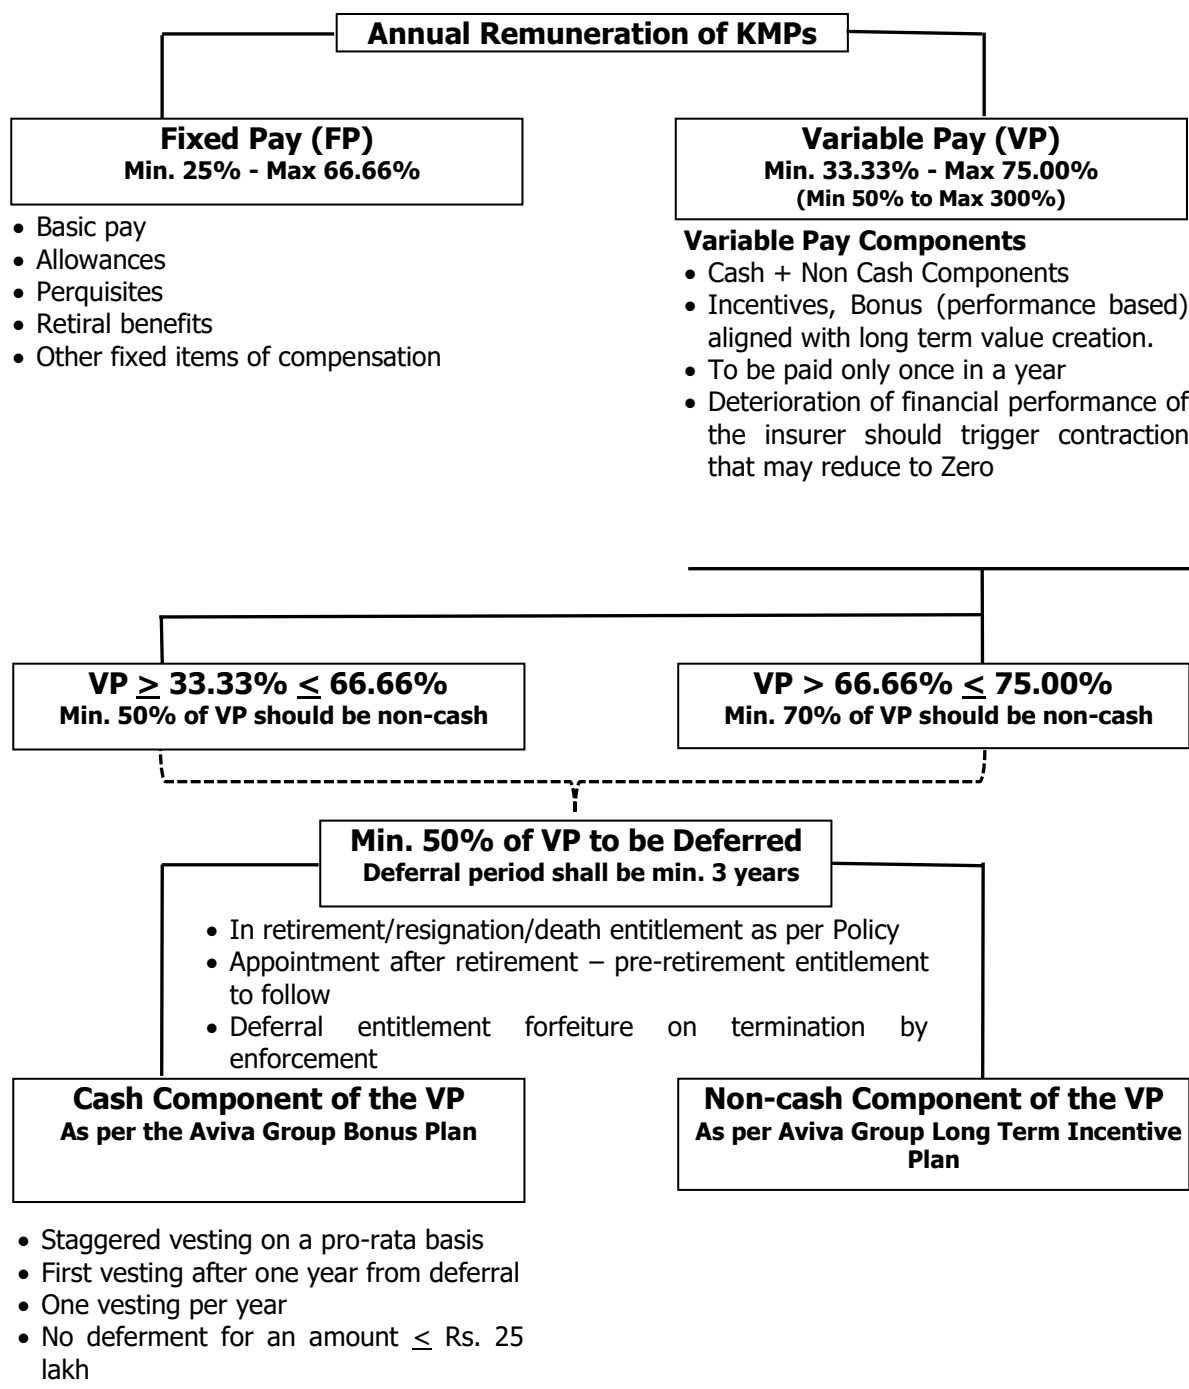 Annual Remuneration of KMPs
Fixed Pay (FP)
Min. 25% - Max 66.66%
• Basic pay
• Allowances
• Perquisites
• Retiral benefits
• Other fixed items of compensation
Variable Pay (VP)
Min. 33.33% - Max 75.00%
(Min 50% to Max 300%)
Variable Pay Components
• Cash + Non Cash Components
• Incentives, Bonus (performance based)
aligned with long term value creation.
• To be paid only once in a year
• Deterioration of financial performance of
the insurer should trigger contraction
that may reduce to Zero
VP ≥ 33.33% ≤ 66.66%
Min. 50% of VP should be non-cash
VP > 66.66% ≤ 75.00%
Min. 70% of VP should be non-cash
Min. 50% of VP to be Deferred
Deferral period shall be min. 3 years
• In retirement/resignation/death entitlement as per Policy
• Appointment after retirement – pre-retirement entitlement
to follow
• Deferral entitlement forfeiture on termination by
enforcement
Cash Component of the VP
As per the Aviva Group Bonus Plan
Non-cash Component of the VP
As per Aviva Group Long Term Incentive
Plan
• Staggered vesting on a pro-rata basis
• First vesting after one year from deferral
• One vesting per year
• No deferment for an amount ≤ Rs. 25
lakh